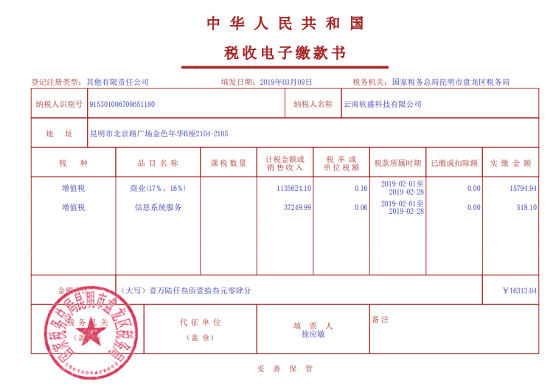 中华人民共和国
税收电子缴款书
登记注册类型: 其他有限责任公司 填发日期: 2019年03月09日 税务机关: 国家税务总局昆明市盘龙区税务局
纳税人识别号 915301006708651180 纳税人名称 云南软盛科技有限公司
地 址 昆明市北京路广场金色年华B座2104-2105
税 种 品目名称 课税数量 计税金额或销售收入 税率或单位税额 税款所属时期 已缴或扣除额 实缴金额
增值税 商业(17%、16%) 1135624.10 0.16 2019-02-01至2019-02-28 0.00 15794.94
增值税 信息系统服务 37249.99 0.06 2019-02-01至2019-02-28 0.00 518.10
金额 (大写) 壹万陆仟叁佰壹拾叁元零肆分 ￥16313.04
税务机关 代征单位 填票人 备注
(盖章) (盖章) 徐应敏
妥善保管